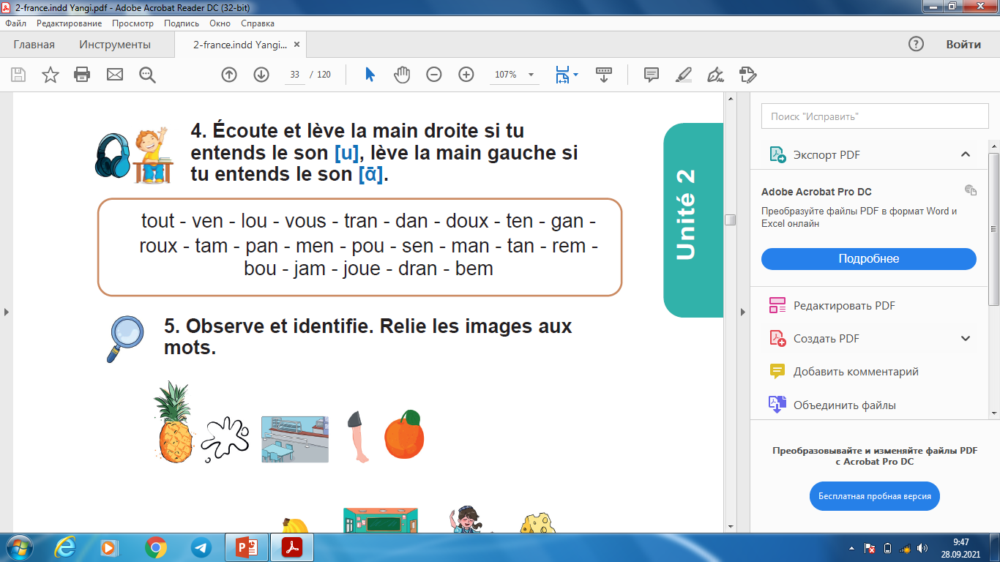 2-france.indd Yangi.pdf - Adobe Acrobat Reader DC (32-bit)
Файл Редактирование Просмотр Подпись Окно Справка
Главная Инструменты 2-france.indd Yangi... × Войти
33 / 120 107%
4. Écoute et lève la main droite si tu
entends le son [u], lève la main gauche si
tu entends le son [ᾶ].
tout - ven - lou - vous - tran - dan - doux - ten - gan -
roux - tam - pan - men - pou - sen - man - tan - rem -
bou - jam - joue - dran - bem
5. Observe et identifie. Relie les images aux
mots.
Unité 2
Поиск "Исправить"
Экспорт PDF
Adobe Acrobat Pro DC
Преобразуйте файлы PDF в формат Word и
Excel онлайн
Подробнее
Редактировать PDF
Создать PDF
Добавить комментарий
Объединить файлы
Преобразовывайте и изменяйте файлы PDF
с Acrobat Pro DC
Бесплатная пробная версия
9:47
28.09.2021